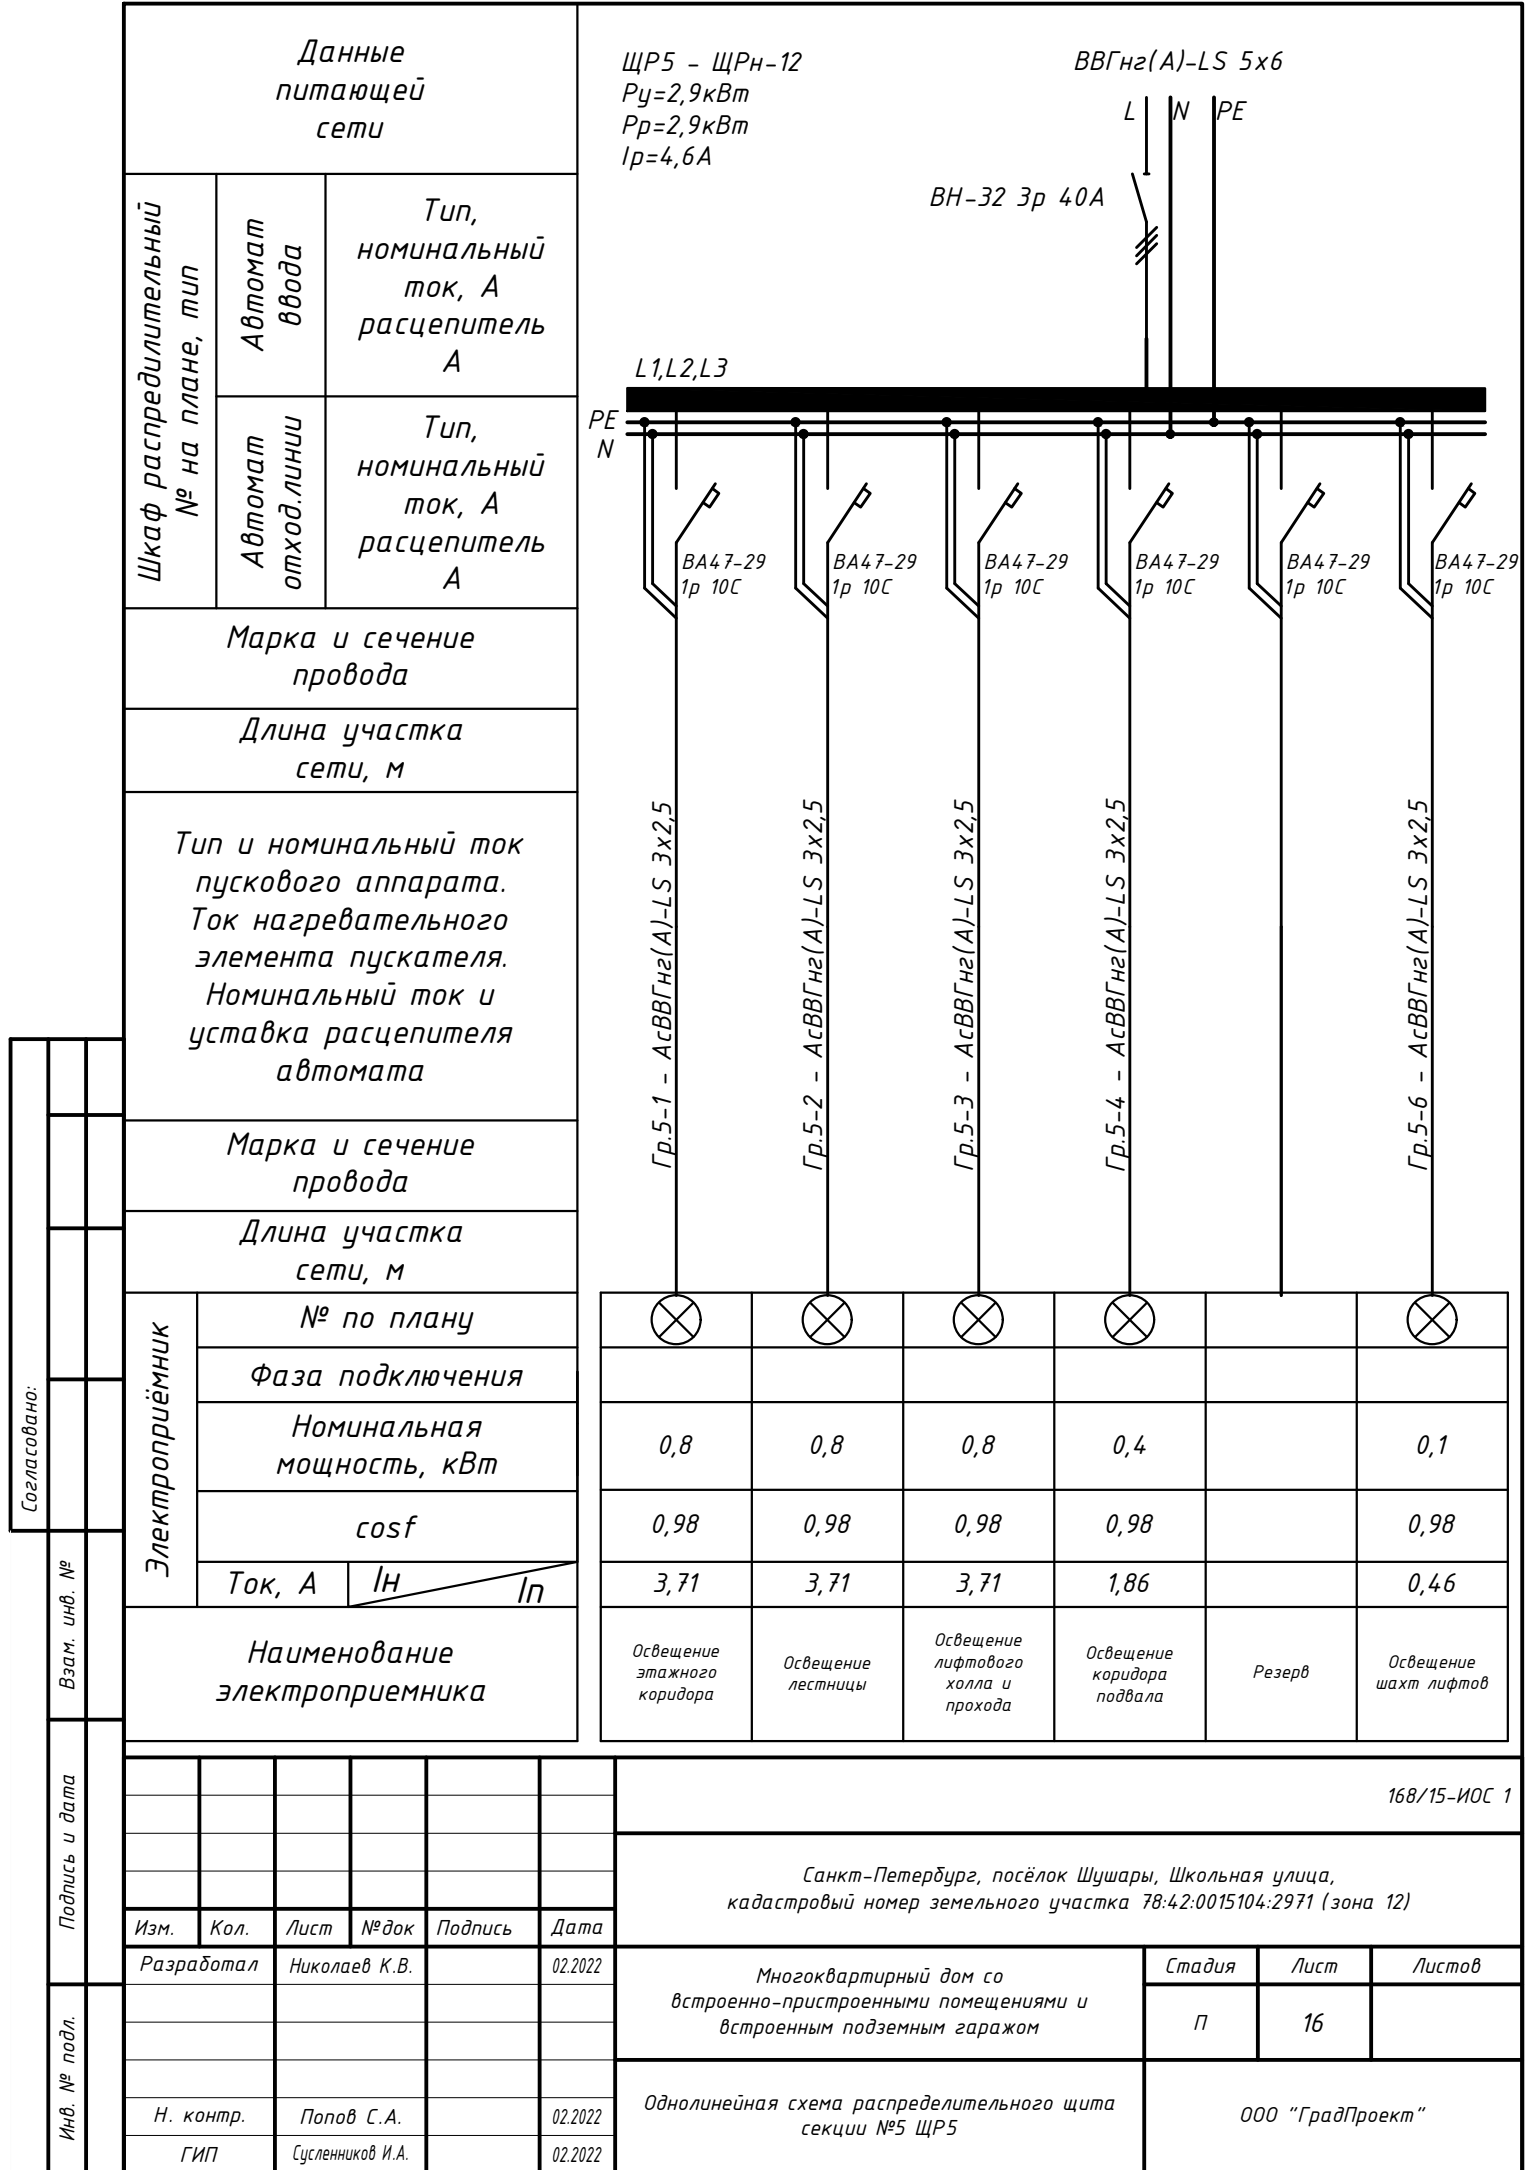 Данные
питающей
сети
ЩР5 - ЩРн-12
Ру=2,9кВт
Рр=2,9кВт
Iр=4,6А
ВВГнг(А)-LS 5х6
L
N
PE
ВН-32 3р 40А
Шкаф распредилительный
№ на плане, тип
Автомат
ввода
Тип,
номинальный
ток, А
расцепитель
А
Автомат
отход.линии
Тип,
номинальный
ток, А
расцепитель
А
L1,L2,L3
PE
N
ВА47-29
1р 10С
ВА47-29
1р 10С
ВА47-29
1р 10С
ВА47-29
1р 10С
ВА47-29
1р 10С
ВА47-29
1р 10С
Марка и сечение
провода
Длина участка
сети, м
Тип и номинальный ток
пускового аппарата.
Ток нагревательного
элемента пускателя.
Номинальный ток и
уставка расцепителя
автомата
Марка и сечение
провода
Длина участка
сети, м
Гр.5-1 - АсВВГнг(А)-LS 3х2,5
Гр.5-2 - АсВВГнг(А)-LS 3х2,5
Гр.5-3 - АсВВГнг(А)-LS 3х2,5
Гр.5-4 - АсВВГнг(А)-LS 3х2,5
Гр.5-6 - АсВВГнг(А)-LS 3х2,5
Электроприёмник
№ по плану
Фаза подключения
Номинальная
мощность, кВт
0,8
0,8
0,8
0,4
0,1
cosf
0,98
0,98
0,98
0,98
0,98
Ток, А
Iн
Iп
3,71
3,71
3,71
1,86
0,46
Наименование
электроприемника
Освещение
этажного
коридора
Освещение
лестницы
Освещение
лифтового
холла и
прохода
Освещение
коридора
подвала
Резерв
Освещение
шахт лифтов
Согласовано:
Взам. инв. №
Подпись и дата
Инв. № подл.
168/15-ИОС 1
Санкт-Петербург, посёлок Шушары, Школьная улица,
кадастровый номер земельного участка 78:42:0015104:2971 (зона 12)
Изм.
Кол.
Лист
№док
Подпись
Дата
Разработал
Николаев К.В.
02.2022
Многоквартирный дом со
встроенно-пристроенными помещениями и
встроенным подземным гаражом
Стадия
Лист
Листов
П
16
Н. контр.
Попов С.А.
02.2022
ГИП
Сусленников И.А.
02.2022
Однолинейная схема распределительного щита
секции №5 ЩР5
ООО "ГрадПроект"